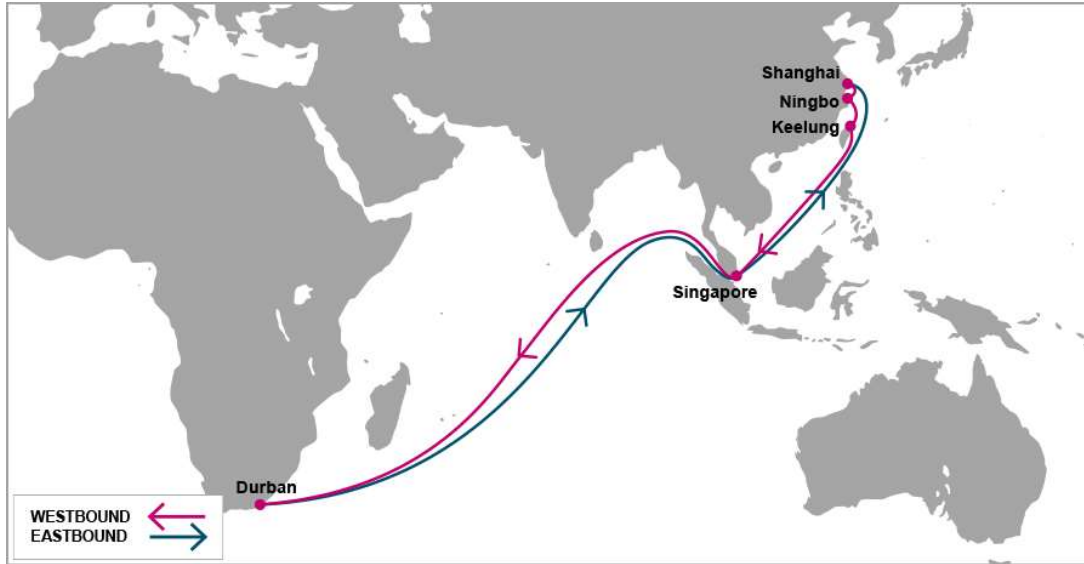 Shanghai
Ningbo
Keelung
Singapore
Durban
WESTBOUND
EASTBOUND